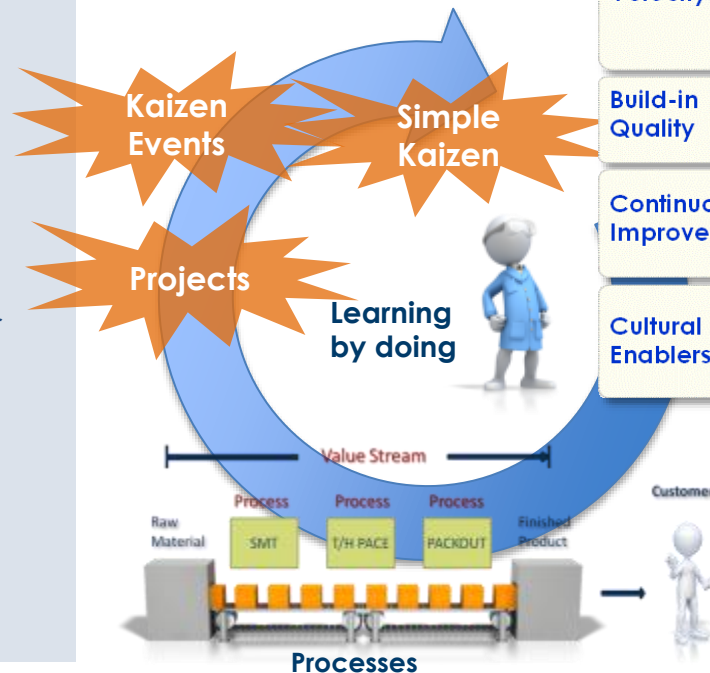 Build-in
Quality
Kaizen
Events
Simple
Kaizen
Projects
Learning
by doing
Cultural
Enablers
Value Stream
Process
Process
Process
Raw
Material
SMT
T/H PACE
PACKOUT
Finished
Product
Processes